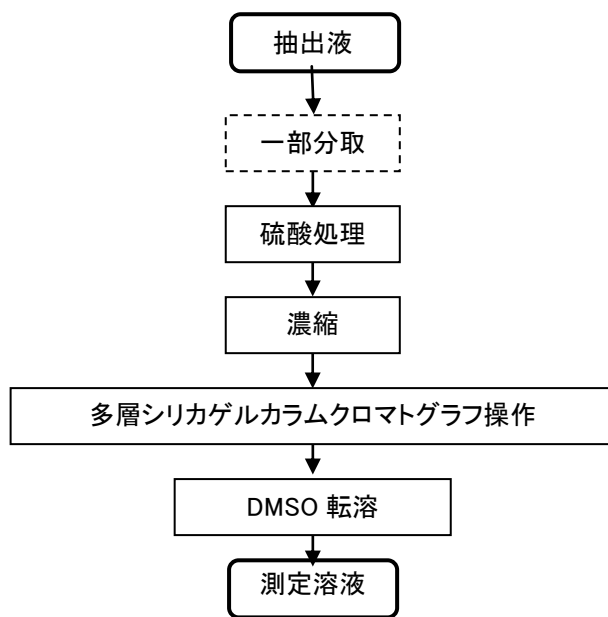 抽出液
一部分取
硫酸処理
濃縮
多層シリカゲルカラムクロマトグラフ操作
DMSO 転溶
測定溶液